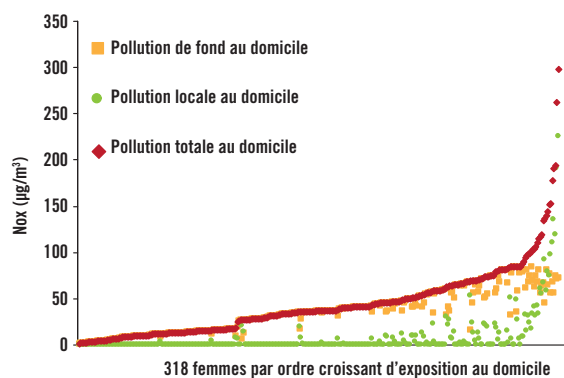 350
300
250
200
150
100
50
0
Nox (µg/m³)
Pollution de fond au domicile
Pollution locale au domicile
Pollution totale au domicile
318 femmes par ordre croissant d'exposition au domicile